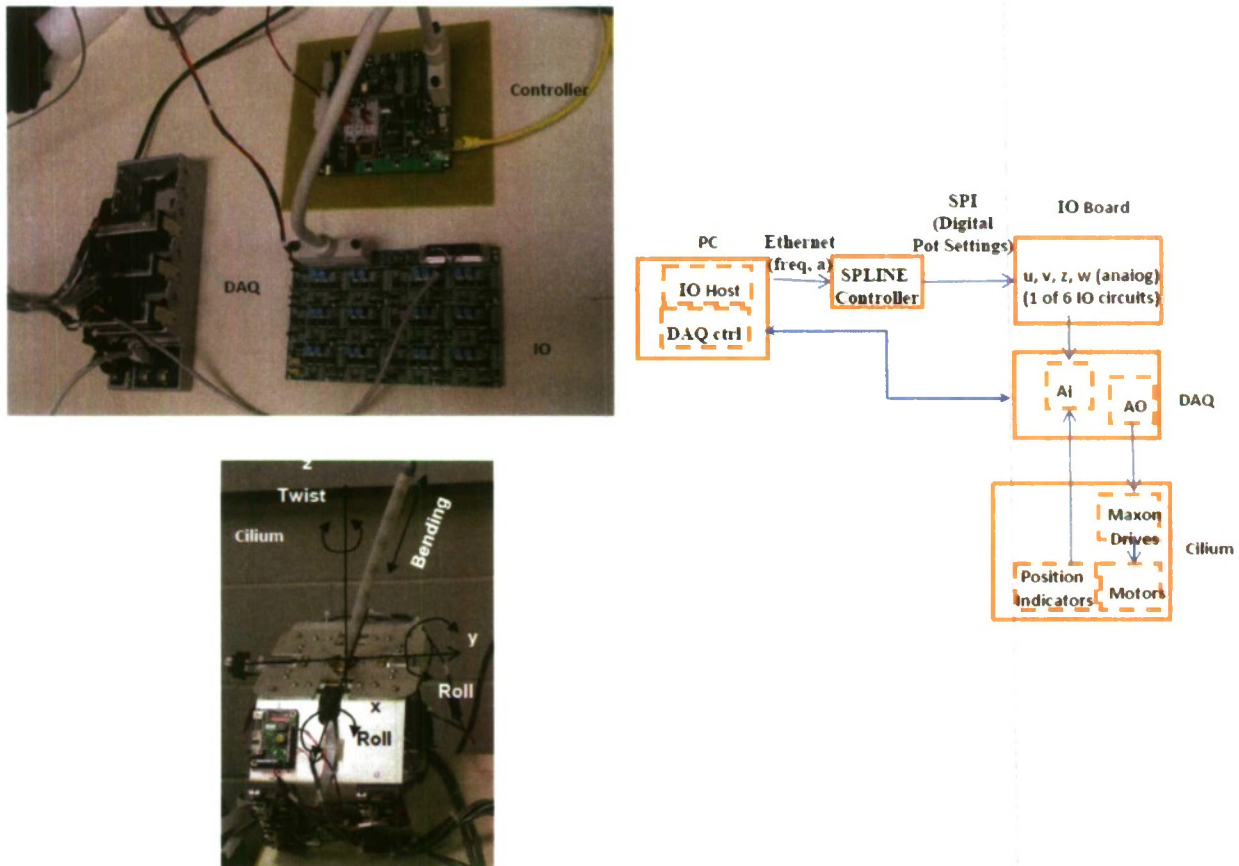 Controller
DAQ
IO
z
Twist
Cilium
Bending
y
Roll
x
Roll
PC
IO Host
DAQ ctrl
Ethernet
(freq, a)
SPLINE
Controller
SPI
(Digital
Pot Settings)
IO Board
u, v, z, w (analog)
(1 of 6 IO circuits)
AI
AO
DAQ
Maxon
Drives
Cilium
Position
Indicators
Motors